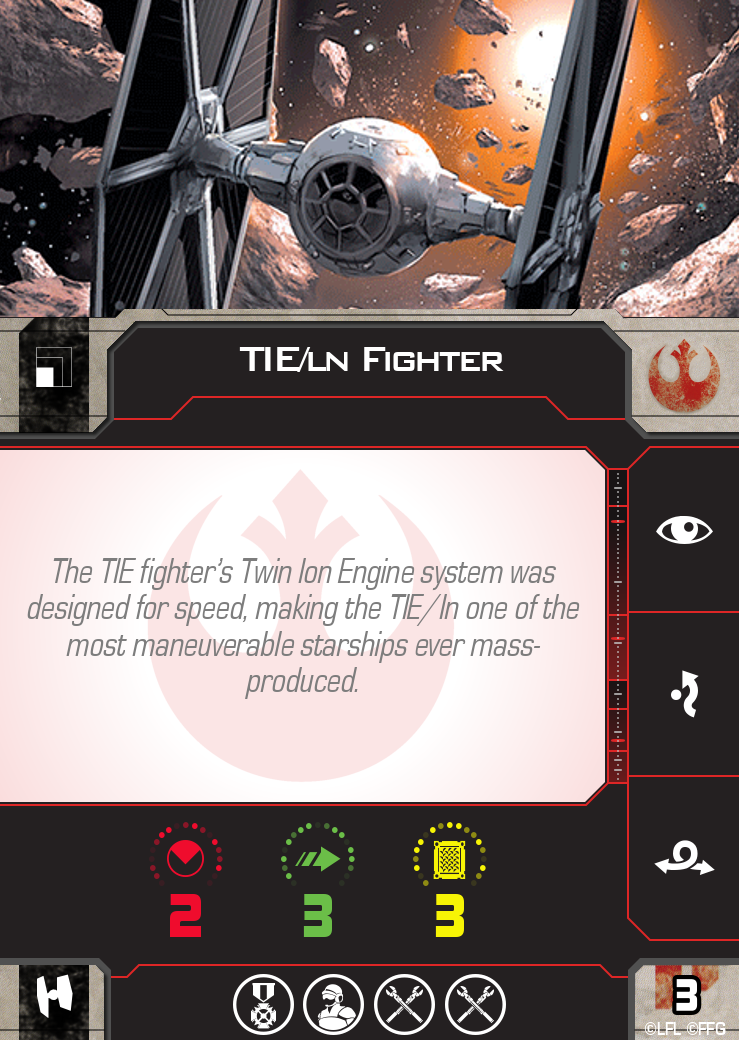 TIE/LN FIGHTER
The TIE fighter's Twin Ion Engine system was
designed for speed, making the TIE/ln one of the
most maneuverable starships ever mass-
produced.
2 3 3
3
©LFL ©FFG